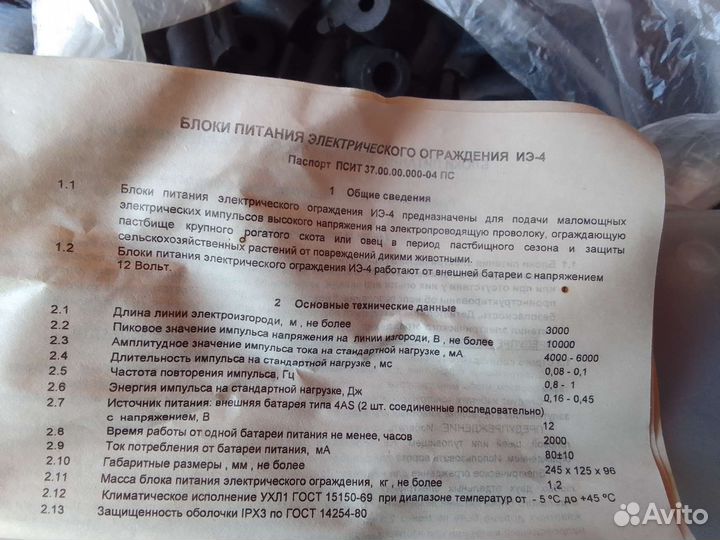 БЛОКИ ПИТАНИЯ ЭЛЕКТРИЧЕСКОГО ОГРАЖДЕНИЯ ИЭ-4
Паспорт ПСИТ 37.00.00.000-04 ПС
1 Общие сведения
1.1 Блоки питания электрического ограждения ИЭ-4 предназначены для подачи маломощных
электрических импульсов высокого напряжения на электропроводящую проволоку, ограждающую
пастбище крупного рогатого скота или овец в период пастбищного сезона и защиты
сельскохозяйственных растений от повреждений дикими животными.
1.2 Блоки питания электрического ограждения ИЭ-4 работают от внешней батареи с напряжением
12 Вольт.
2 Основные технические данные
2.1 Длина линии электроизгороди, м , не более 3000
2.2 Пиковое значение импульса напряжения на линии изгороди, В , не более 10000
2.3 Амплитудное значение импульса тока на стандартной нагрузке , мА 4000 - 6000
2.4 Длительность импульса на стандартной нагрузке , мс 0,08 - 0,1
2.5 Частота повторения импульса, Гц 0,8 - 1
2.6 Энергия импульса на стандартной нагрузке, Дж 0,16 - 0,45
2.7 Источник питания: внешняя батарея типа 4AS (2 шт. соединенные последовательно)
с напряжением, В 12
2.8 Время работы от одной батареи питания не менее, часов 2000
2.9 Ток потребления от батареи питания, мА 80±10
2.10 Габаритные размеры , мм , не более 245 х 125 х 96
2.11 Масса блока питания электрического ограждения, кг , не более 1,2
2.12 Климатическое исполнение УХЛ1 ГОСТ 15150-69 при диапазоне температур от - 5 °С до +45 °С
2.13 Защищенность оболочки IPX3 по ГОСТ 14254-80
Avito